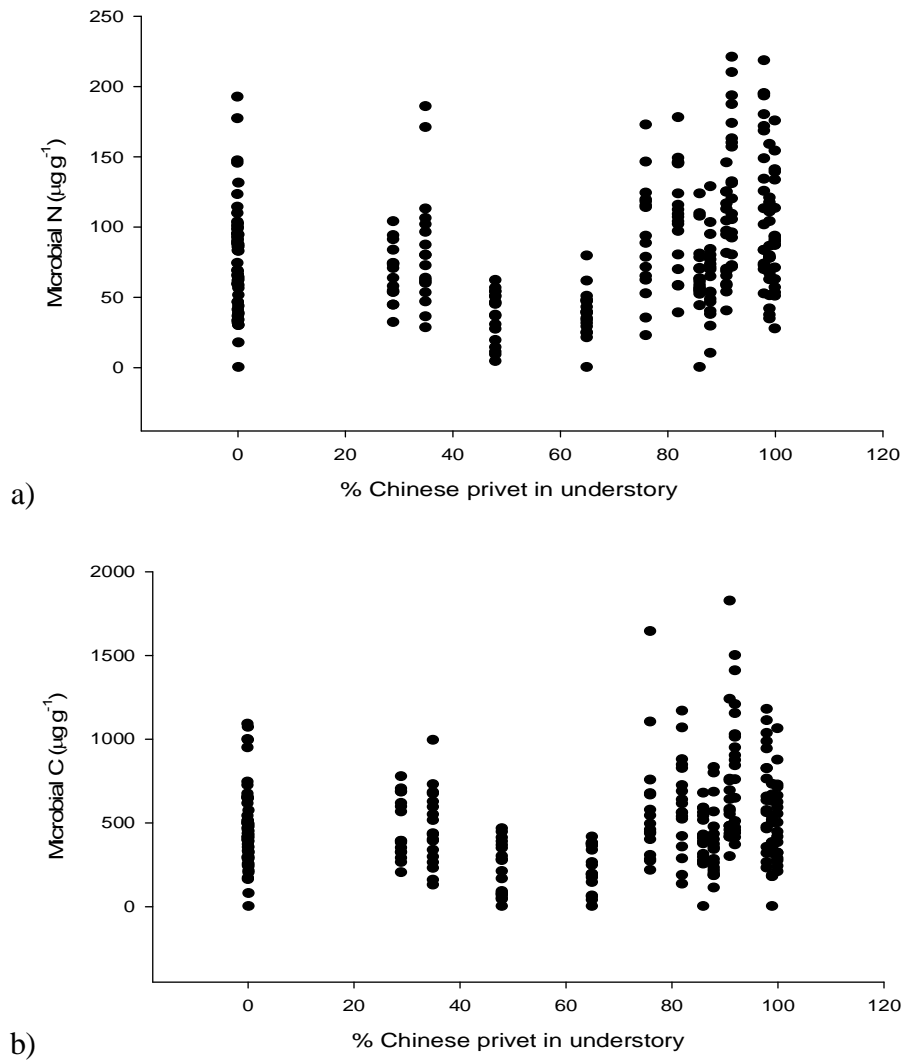 250
200
150
100
50
0
Microbial N (µg g⁻¹)
0 20 40 60 80 100 120
% Chinese privet in understory
a)
2000
1500
1000
500
0
Microbial C (µg g⁻¹)
0 20 40 60 80 100 120
% Chinese privet in understory
b)